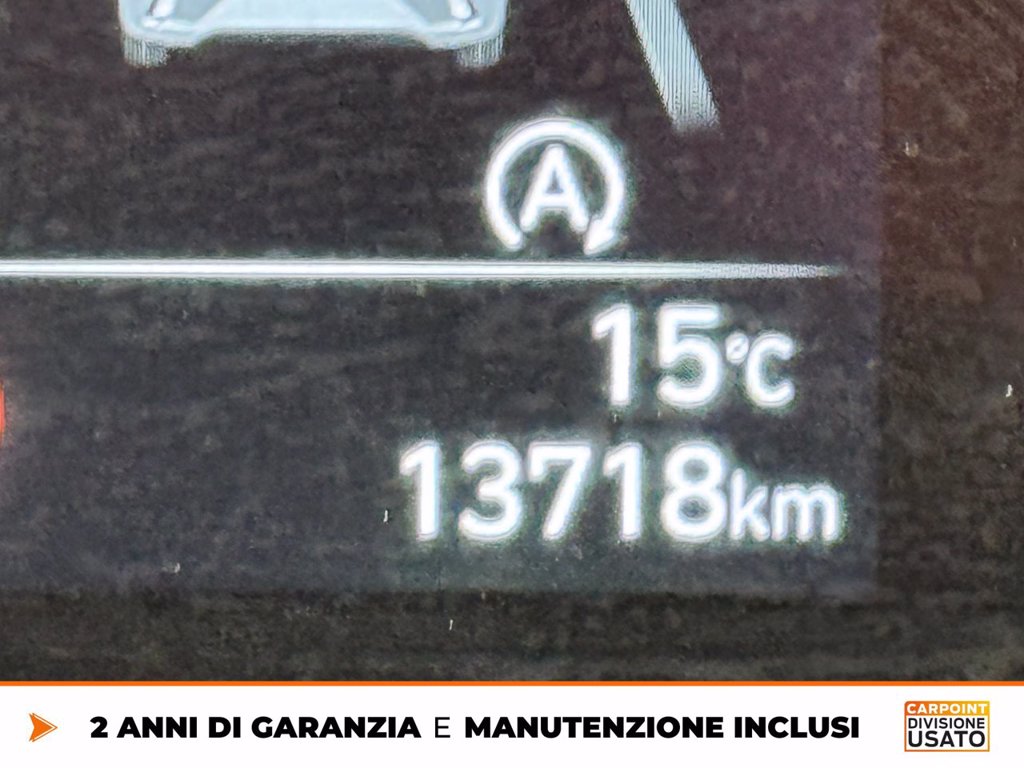 A
15°C
13718km
2 ANNI DI GARANZIA E MANUTENZIONE INCLUSI
CARPOINT
DIVISIONE
USATO